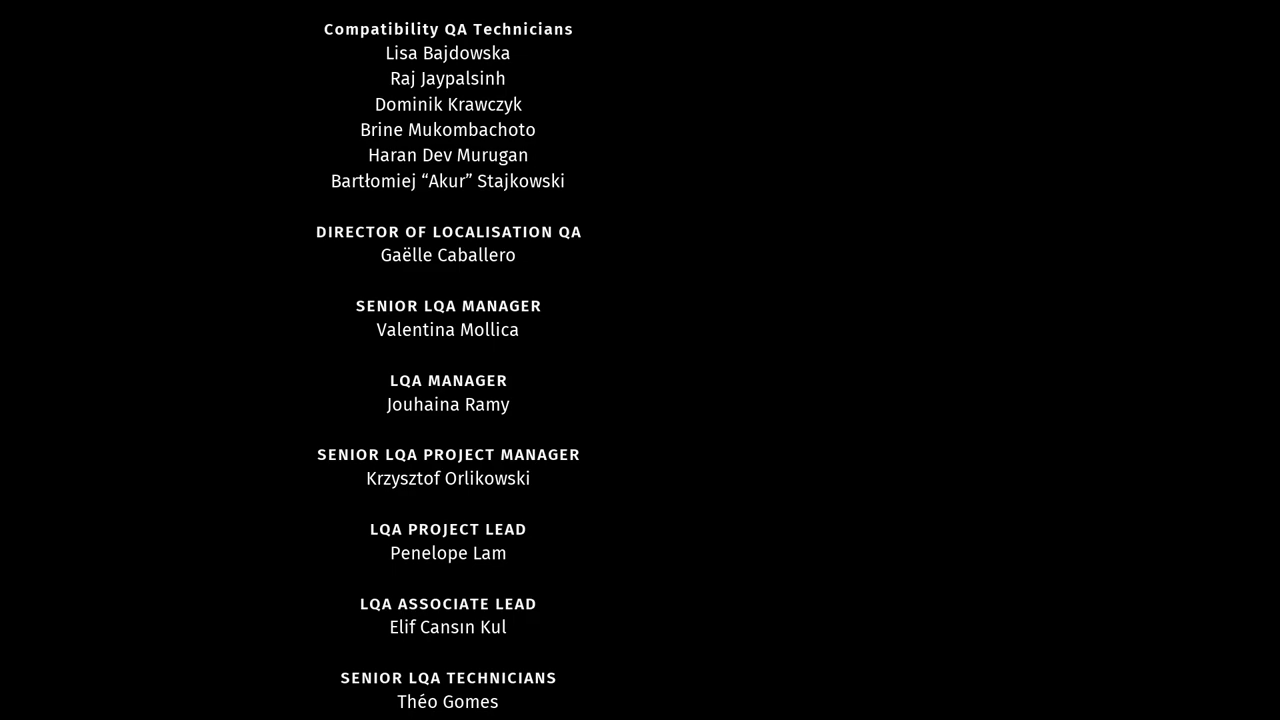 Compatibility QA Technicians
Lisa Bajdowska
Raj Jaypalsinh
Dominik Krawczyk
Brine Mukombachoto
Haran Dev Murugan
Bartłomiej “Akur” Stajkowski
DIRECTOR OF LOCALISATION QA
Gaëlle Caballero
SENIOR LQA MANAGER
Valentina Mollica
LQA MANAGER
Jouhaina Ramy
SENIOR LQA PROJECT MANAGER
Krzysztof Orlikowski
LQA PROJECT LEAD
Penelope Lam
LQA ASSOCIATE LEAD
Elif Cansın Kul
SENIOR LQA TECHNICIANS
Théo Gomes